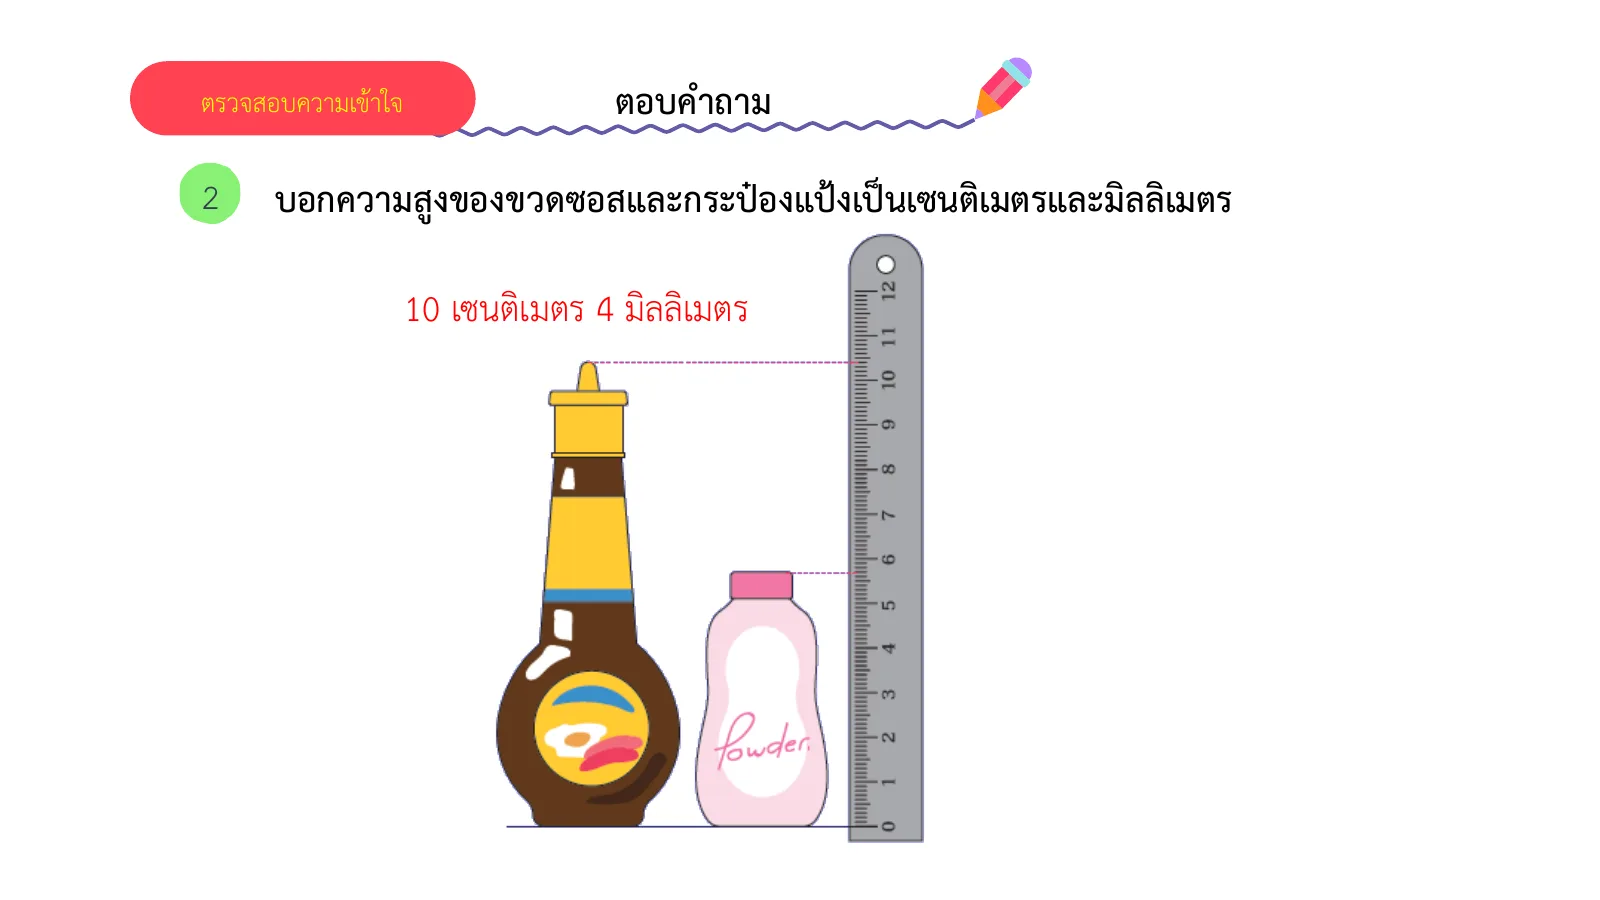 ตรวจสอบความเข้าใจ
ตอบคำถาม
2 บอกความสูงของขวดซอสและกระป๋องแป้งเป็นเซนติเมตรและมิลลิเมตร
10 เซนติเมตร 4 มิลลิเมตร
12
11
10
9
8
7
6
5
4
3
2
1
0
Powder